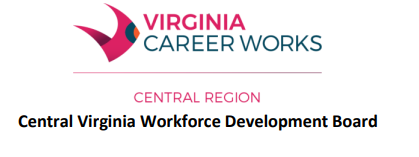 VIRGINIA
CAREER WORKS
CENTRAL REGION
Central Virginia Workforce Development Board